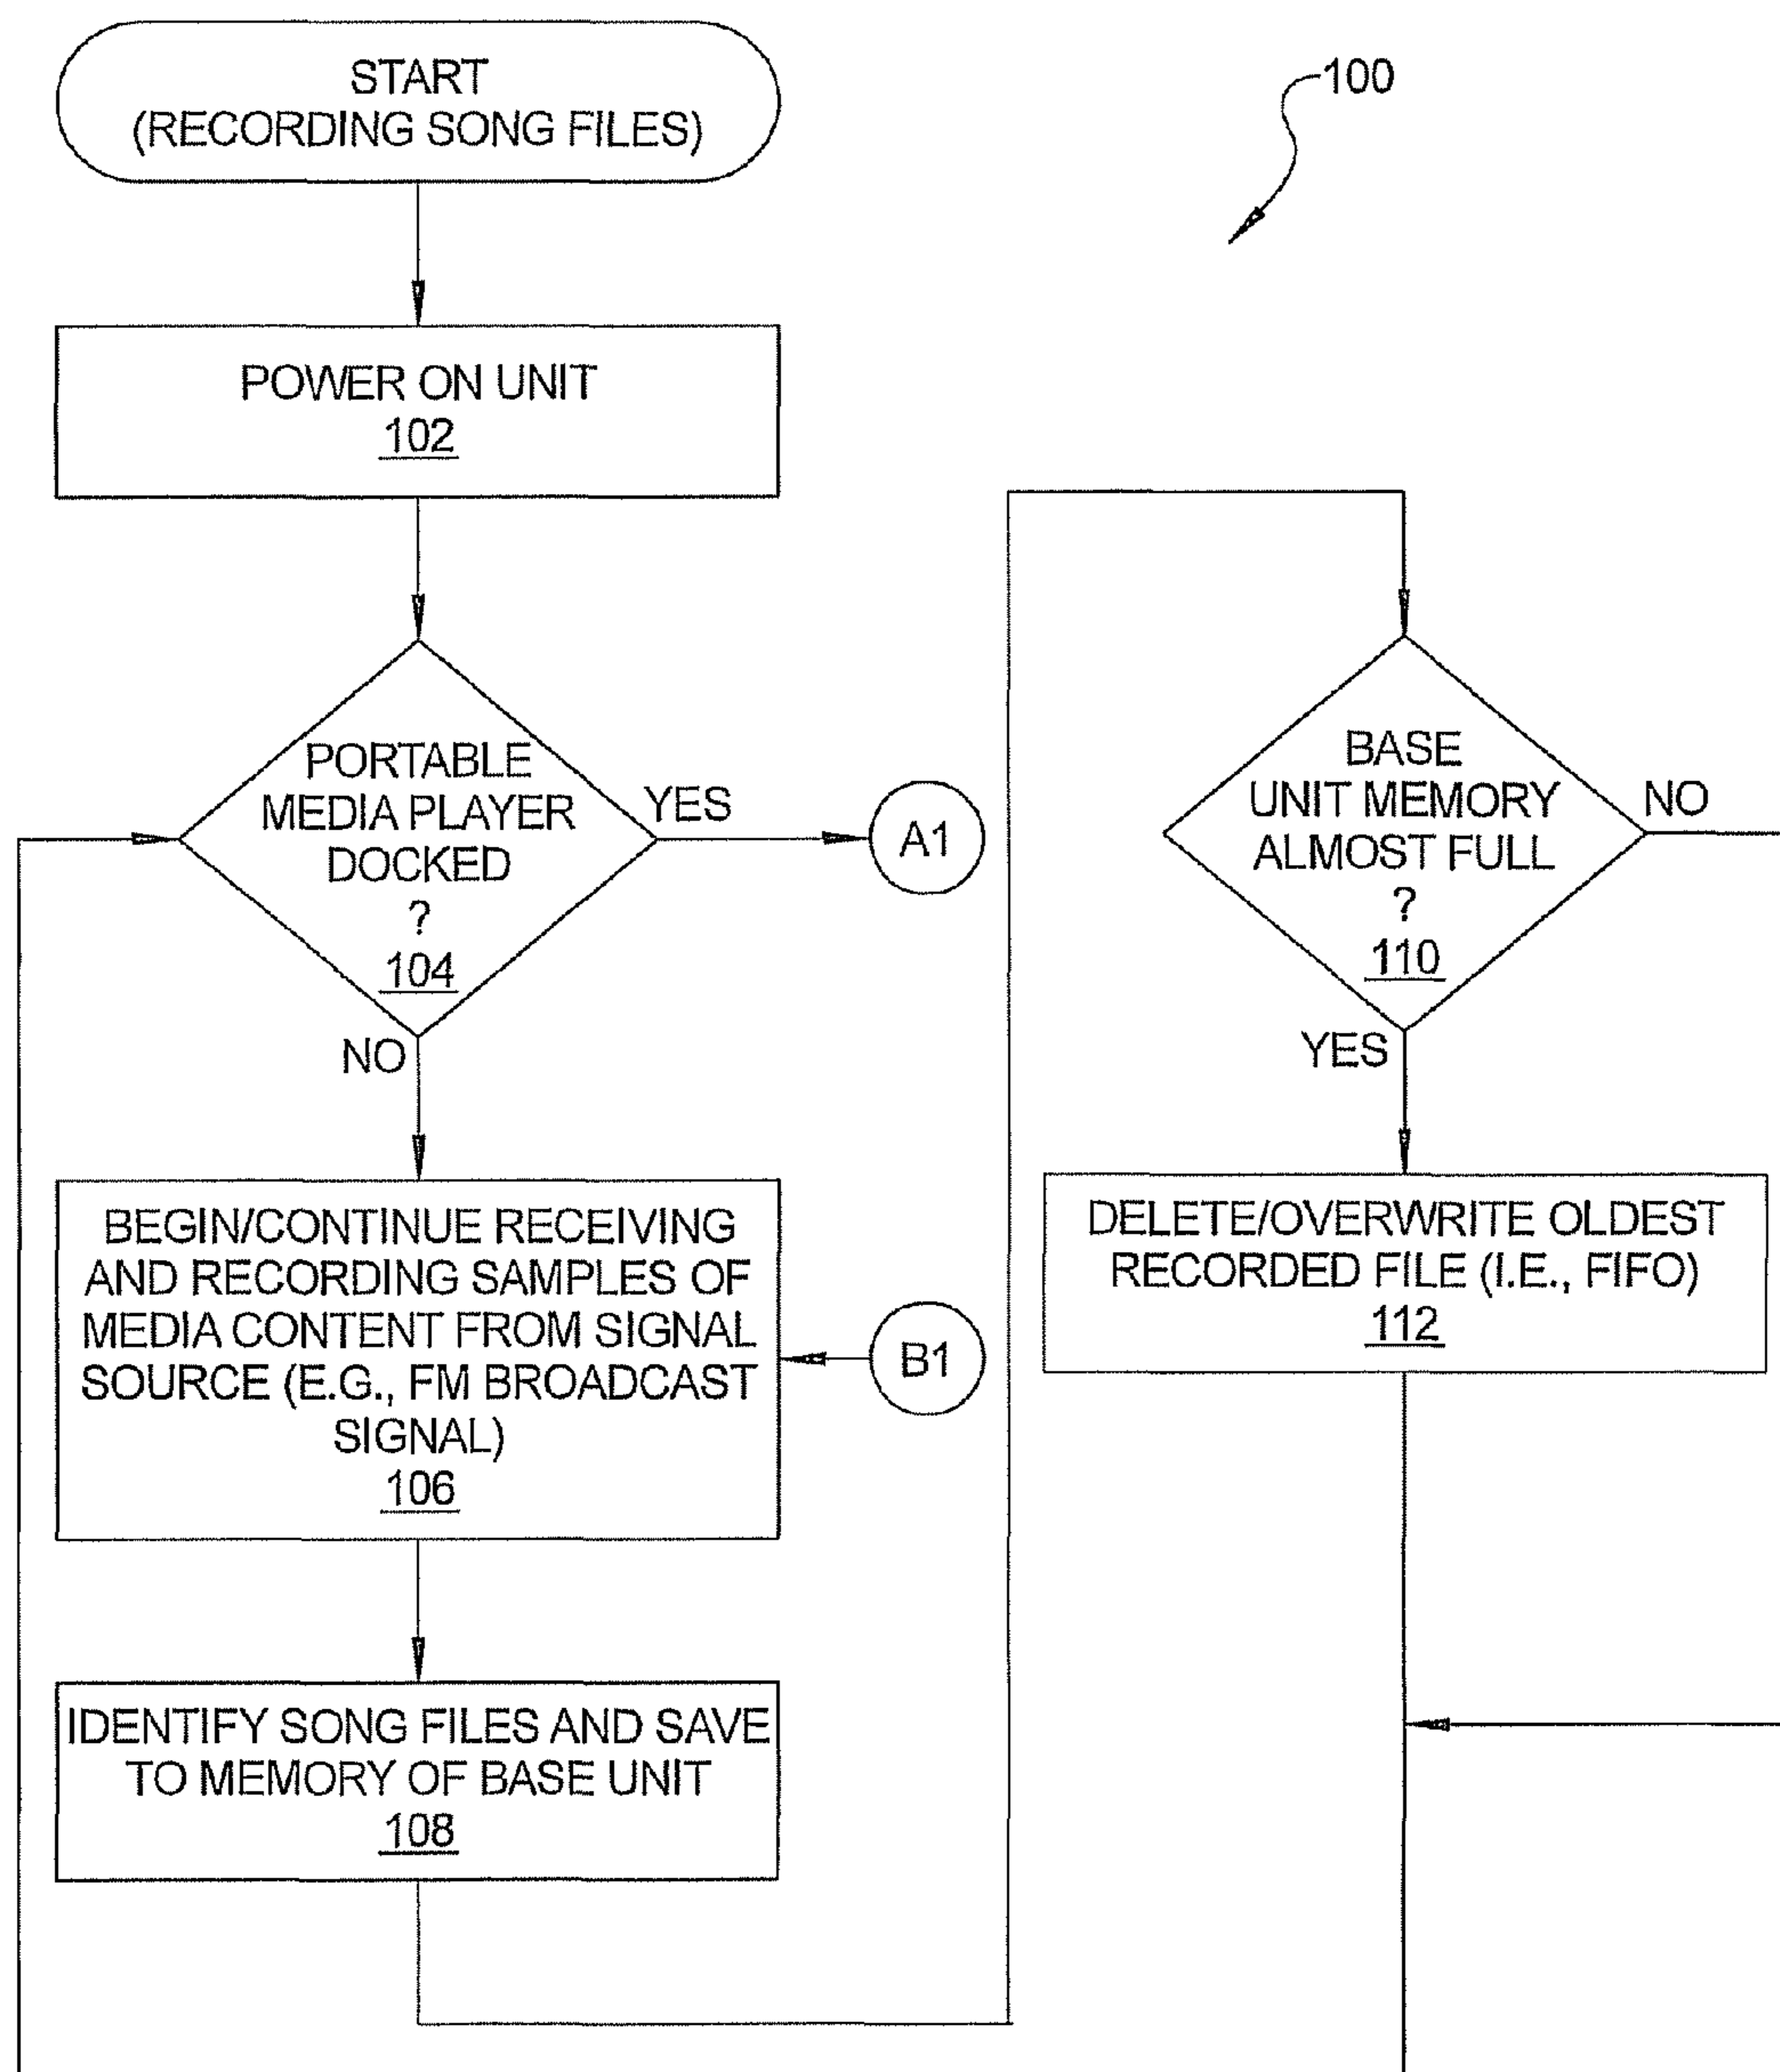 START
(RECORDING SONG FILES)
100
POWER ON UNIT
102
PORTABLE
MEDIA PLAYER
DOCKED
?
104
YES
A1
NO
BEGIN/CONTINUE RECEIVING
AND RECORDING SAMPLES OF
MEDIA CONTENT FROM SIGNAL
SOURCE (E.G., FM BROADCAST
SIGNAL)
106
B1
IDENTIFY SONG FILES AND SAVE
TO MEMORY OF BASE UNIT
108
BASE
UNIT MEMORY
ALMOST FULL
?
110
NO
YES
DELETE/OVERWRITE OLDEST
RECORDED FILE (I.E., FIFO)
112